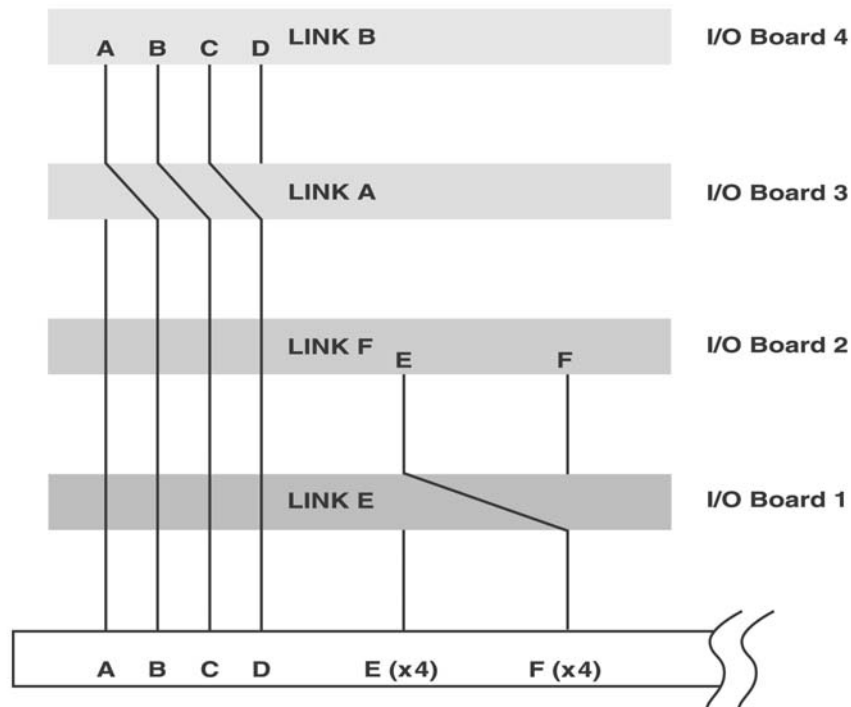 A B C D LINK B I/O Board 4
LINK A I/O Board 3
LINK F E F I/O Board 2
LINK E I/O Board 1
A B C D E (x4) F (x4)